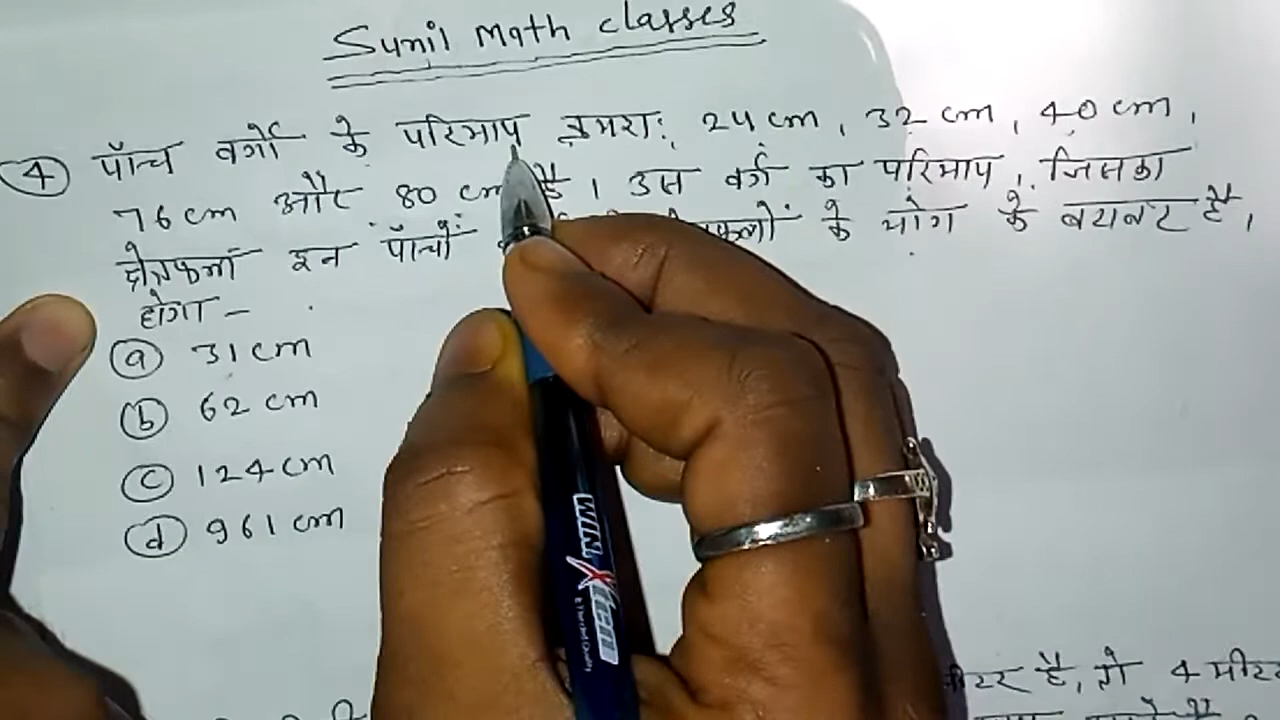 Sunil Math classes
④ पाँच वर्गो के परिमाप क्रमशः 24 cm, 32 cm, 40 cm,
76 cm और 80 cm है। उस वर्ग का परिमाप, जिसका
क्षेत्रफल इन पाँचों के योग के बराबर है,
होगा -
ⓐ 31 cm
ⓑ 62 cm
ⓒ 124 cm
ⓓ 961 cm
WIN Xtten
है, तो 4 मीटर